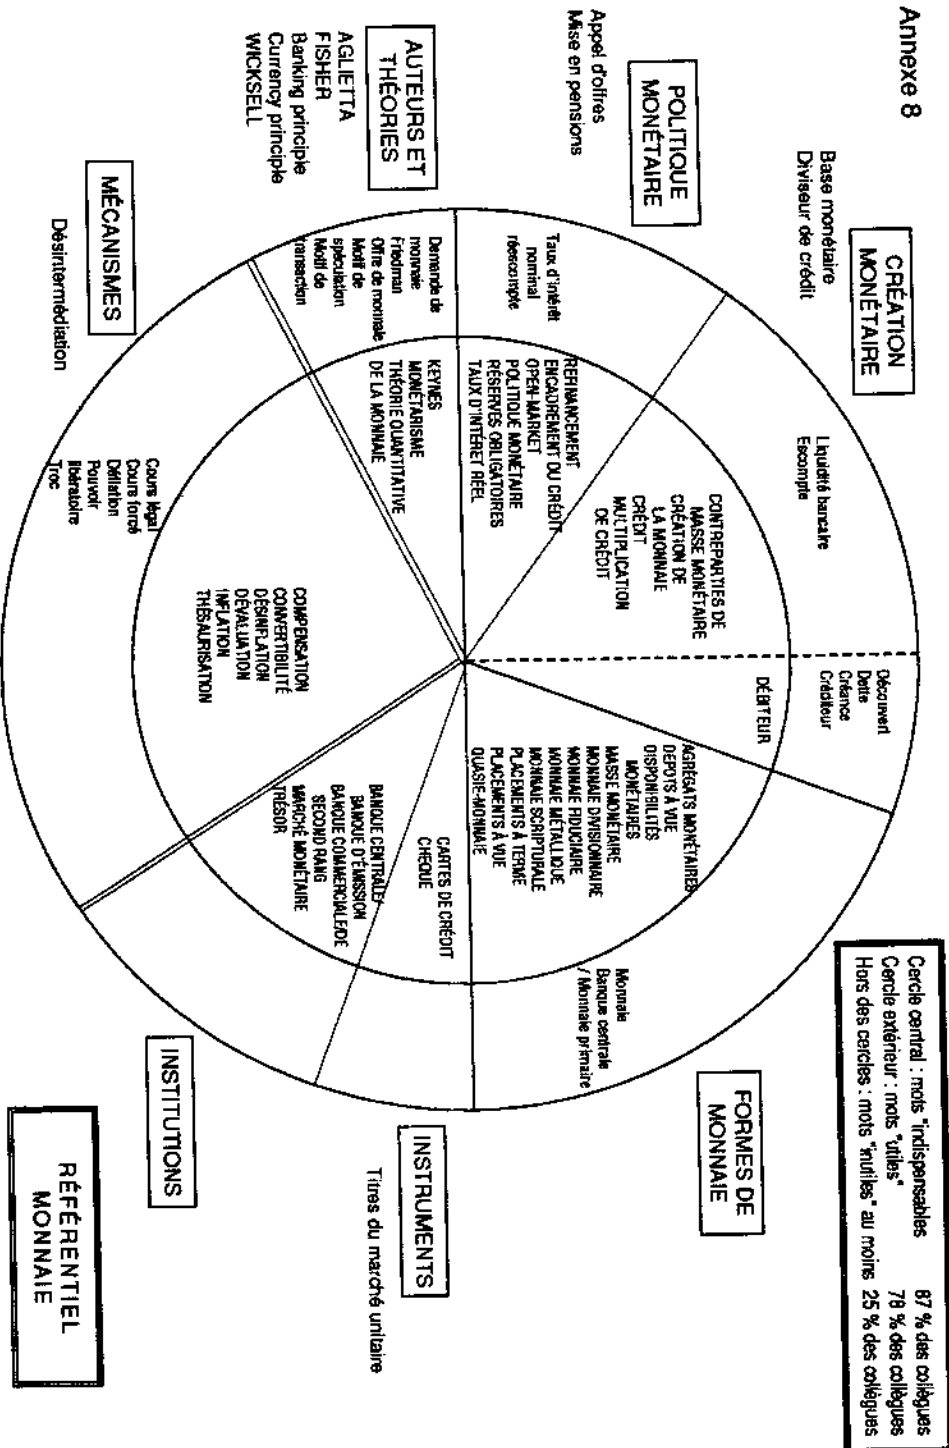 Annexe 8
CRÉATION
MONÉTAIRE
Base monétaire
Diviseur de crédit
Liquidité bancaire
Escompte
CONTREPARTIES DE
MASSE MONÉTAIRE
CRÉATION DE
LA MONNAIE
CRÉDIT
MULTIPLICATION
DE CRÉDIT
Découvert
Dette
Créance
Créditeur
DÉBITEUR
Cercle central : mots "indispensables 87 % des collègues
Cercle extérieur : mots "utiles" 78 % des collègues
Hors des cercles : mots "inutiles" au moins 25 % des collègues
POLITIQUE
MONÉTAIRE
Appel d'offres
Mise en pensions
Taux d'intérêt
nominal
réescompte
REFINANCEMENT
ENCADREMENT DU CRÉDIT
OPEN-MARKET
POLITIQUE MONÉTAIRE
RÉSERVES OBLIGATOIRES
TAUX D'INTÉRET RÉEL
FORMES DE
MONNAIE
AGRÉGATS MONÉTAIRES
DEPOTS À VUE
DISPONIBILITÉS
MONÉTAIRES
MASSE MONÉTAIRE
MONNAIE DIVISIONNAIRE
MONNAIE FIDUCIAIRE
MONNAIE MÉTALLIQUE
MONNAIE SCRIPTURALE
PLACEMENTS À TERME
PLACEMENTS À VUE
QUASIE-MONNAIE
Monnaie
Banque centrale
/ Monnaie primaire
AUTEURS ET
THÉORIES
AGLIETTA
FISHER
Banking principle
Currency principle
WICKSELL
Demande de
monnaie
Friedman
Offre de monnaie
Motif de
spéculation
Motif de
transaction
KEYNES
MONÉTARISME
THÉORIE QUANTITATIVE
DE LA MONNAIE
INSTRUMENTS
Titres du marché unitaire
CARTES DE CRÉDIT
CHEQUE
MÉCANISMES
Désintermédiation
Cours légal
Cours forcé
Déflation
Pouvoir
libératoire
Troc
COMPENSATION
CONVERTIBILITÉ
DÉSINFLATION
DÉVALUATION
INFLATION
THÉSAURISATION
INSTITUTIONS
BANQUE CENTRALE/
BANQUE D'ÉMISSION
BANQUE COMMERCIALE/DE
SECOND RANG
MARCHÉ MONÉTAIRE
TRÉSOR
RÉFÉRENTIEL
MONNAIE